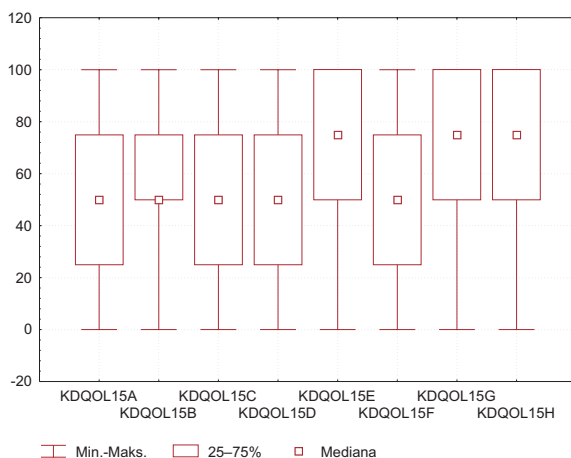 120
100
80
60
40
20
0
-20
KDQOL15A KDQOL15C KDQOL15E KDQOL15G
KDQOL15B KDQOL15D KDQOL15F KDQOL15H
Min.-Maks. 25–75% Mediana